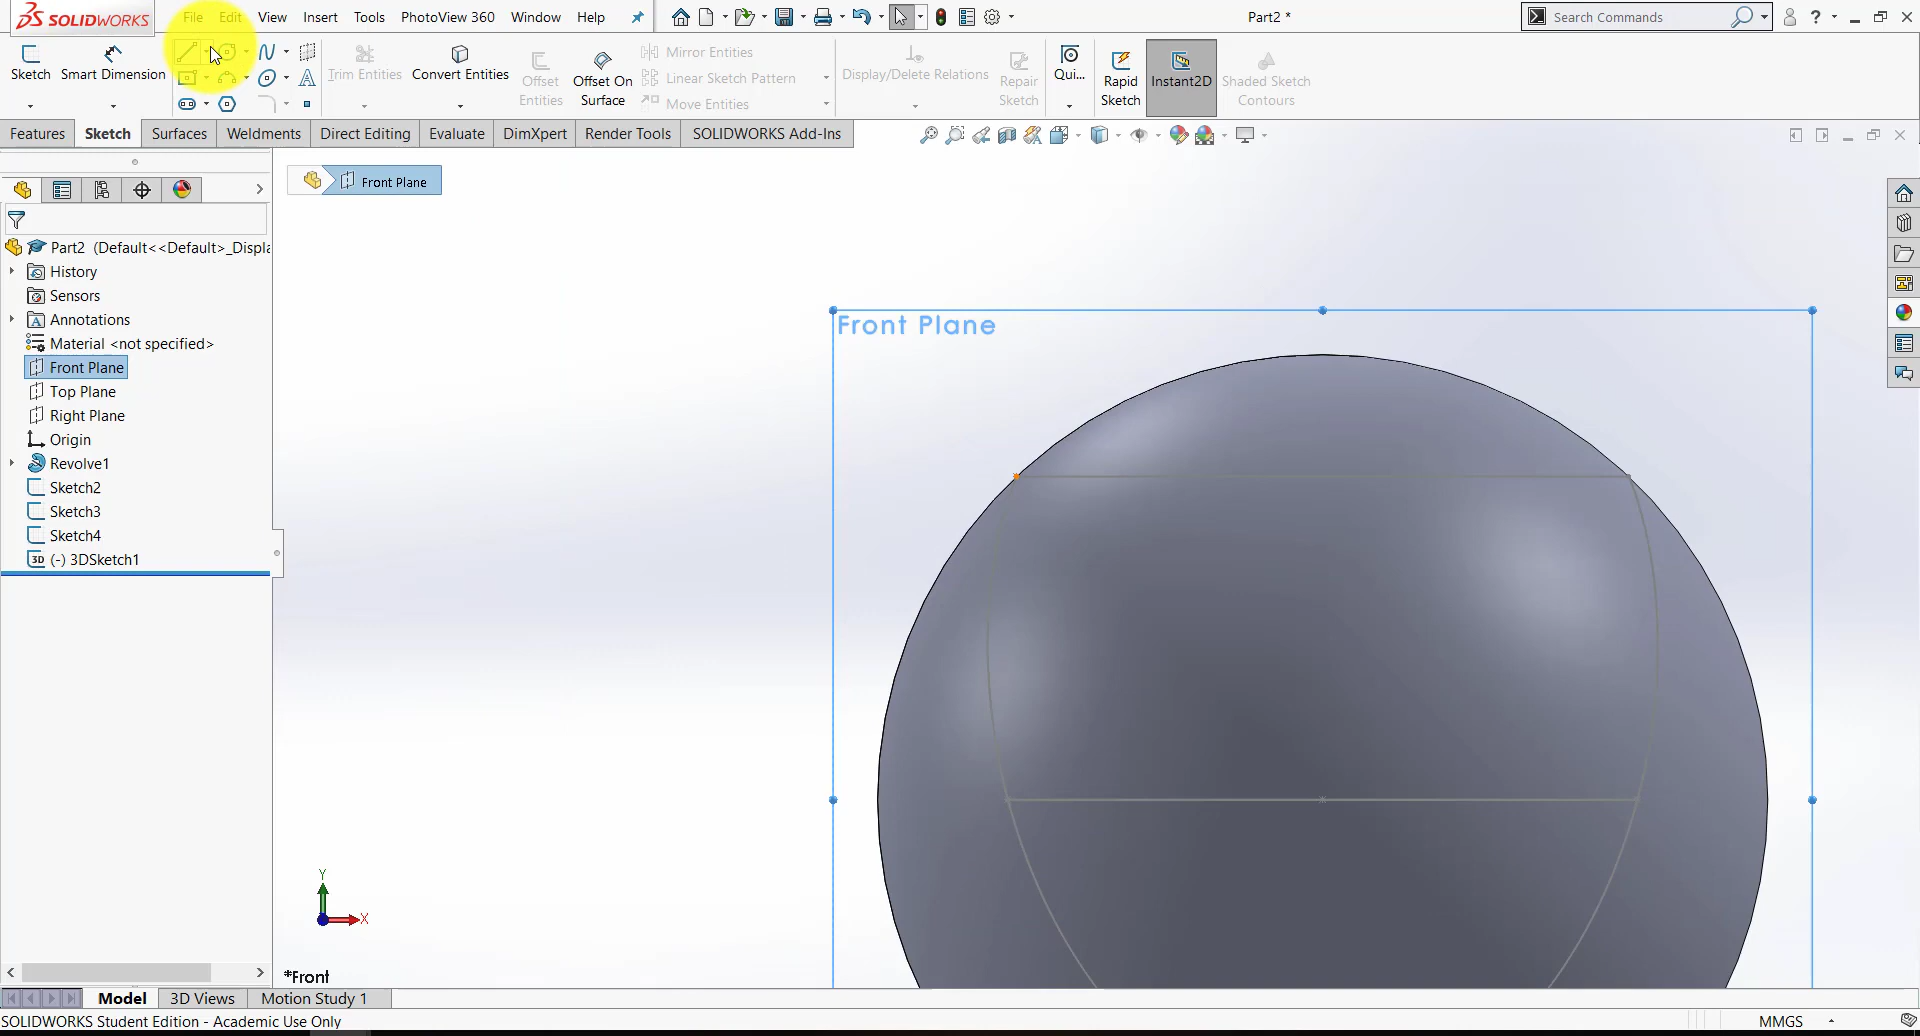 SOLIDWORKS File Edit View Insert Tools PhotoView 360 Window Help Part2 * Search Commands ?
Sketch Smart Dimension Trim Entities Convert Entities Offset Entities Offset On Surface Mirror Entities Linear Sketch Pattern Move Entities Display/Delete Relations Repair Sketch Qui... Rapid Sketch Instant2D Shaded Sketch Contours
Features Sketch Surfaces Weldments Direct Editing Evaluate DimXpert Render Tools SOLIDWORKS Add-Ins
Front Plane
Part2 (Default<<Default>_Displa
History
Sensors
Annotations
Material <not specified>
Front Plane
Top Plane
Right Plane
Origin
Revolve1
Sketch2
Sketch3
Sketch4
3D (-) 3DSketch1
Front Plane
Y
X
*Front
Model 3D Views Motion Study 1
SOLIDWORKS Student Edition - Academic Use Only MMGS